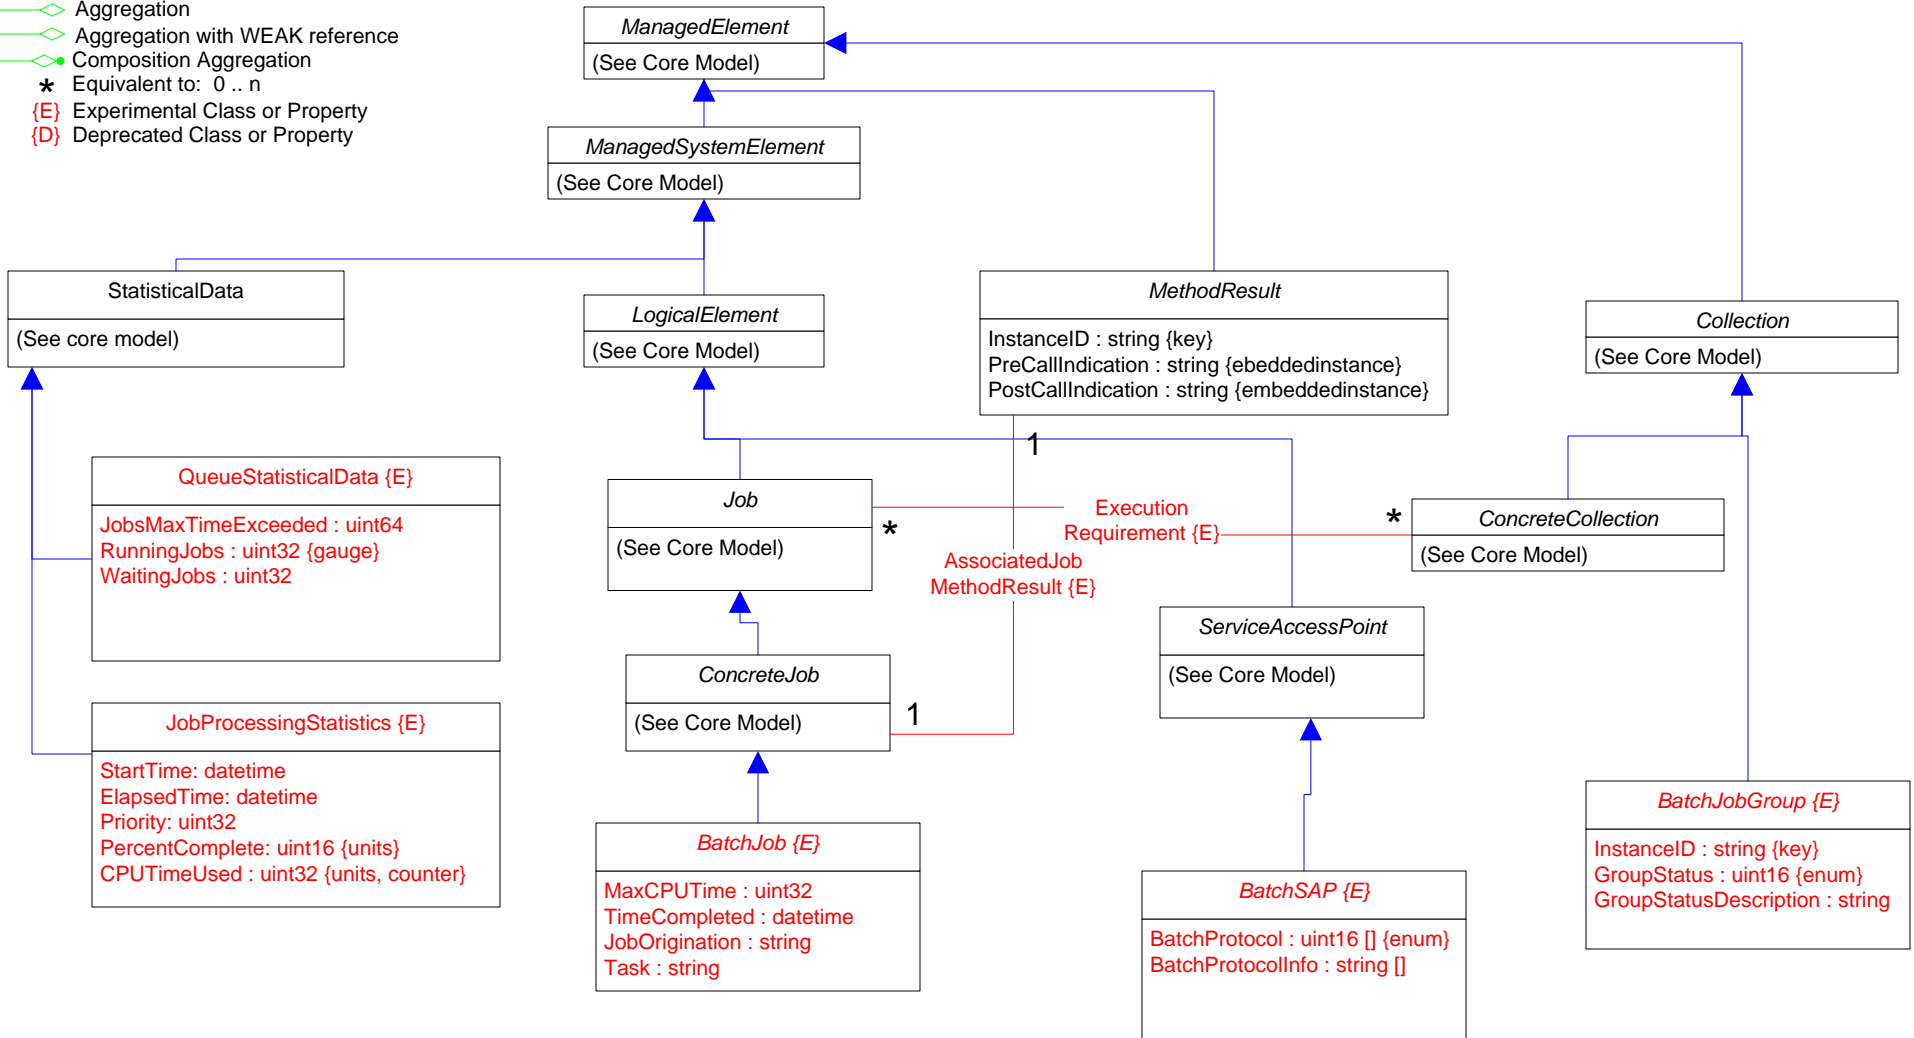 Aggregation
Aggregation with WEAK reference
Composition Aggregation
* Equivalent to: 0 .. n
{E} Experimental Class or Property
{D} Deprecated Class or Property
ManagedElement
(See Core Model)
ManagedSystemElement
(See Core Model)
StatisticalData
(See core model)
LogicalElement
(See Core Model)
MethodResult
InstanceID : string {key}
PreCallIndication : string {ebeddedinstance}
PostCallIndication : string {embeddedinstance}
Collection
(See Core Model)
1
QueueStatisticalData {E}
JobsMaxTimeExceeded : uint64
RunningJobs : uint32 {gauge}
WaitingJobs : uint32
Job
(See Core Model)
*
Execution
Requirement {E}
*
ConcreteCollection
(See Core Model)
AssociatedJob
MethodResult {E}
ServiceAccessPoint
(See Core Model)
ConcreteJob
(See Core Model)
1
JobProcessingStatistics {E}
StartTime: datetime
ElapsedTime: datetime
Priority: uint32
PercentComplete: uint16 {units}
CPUTimeUsed : uint32 {units, counter}
BatchJob {E}
MaxCPUTime : uint32
TimeCompleted : datetime
JobOrigination : string
Task : string
BatchSAP {E}
BatchProtocol : uint16 [] {enum}
BatchProtocolInfo : string []
BatchJobGroup {E}
InstanceID : string {key}
GroupStatus : uint16 {enum}
GroupStatusDescription : string